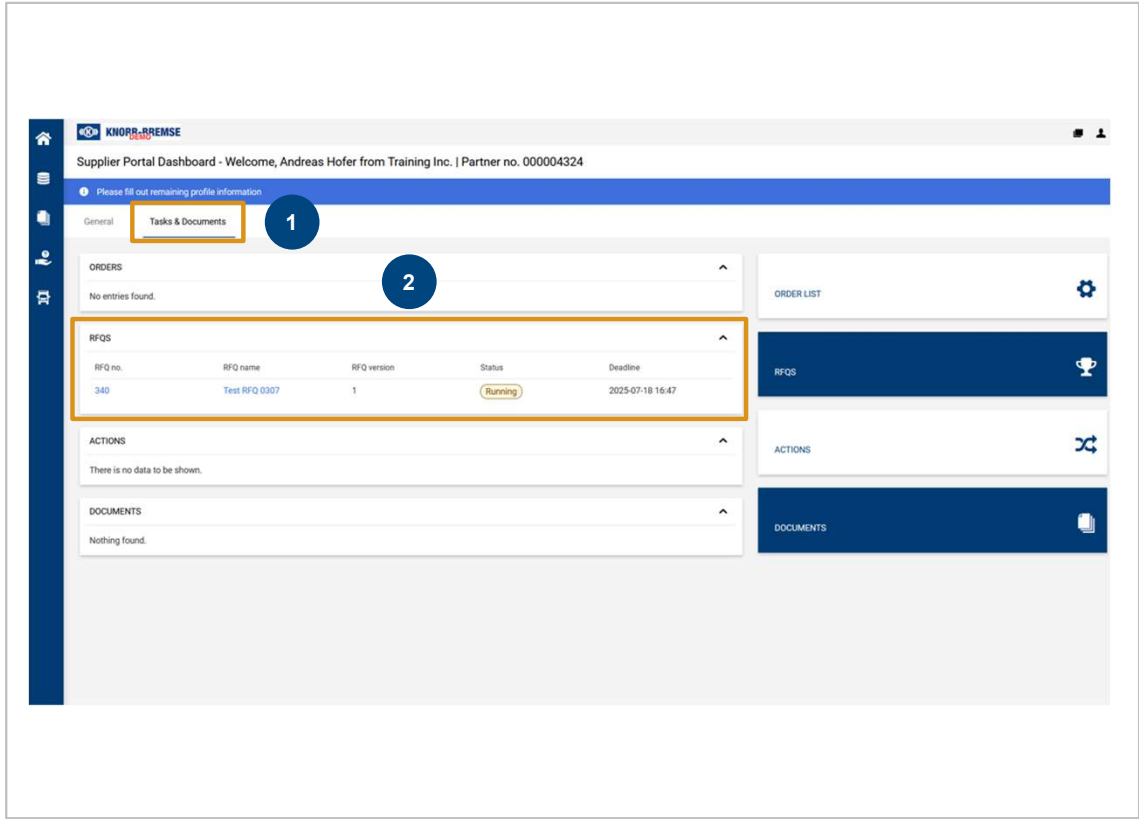 KNORR-BREMSE
DEMO
Supplier Portal Dashboard - Welcome, Andreas Hofer from Training Inc. | Partner no. 000004324
Please fill out remaining profile information
General Tasks & Documents 1
ORDERS
2
No entries found.
ORDER LIST
RFQS
RFQ no. RFQ name RFQ version Status Deadline
340 Test RFQ 0307 1 Running 2025-07-18 16:47
RFQS
ACTIONS
There is no data to be shown.
ACTIONS
DOCUMENTS
Nothing found.
DOCUMENTS